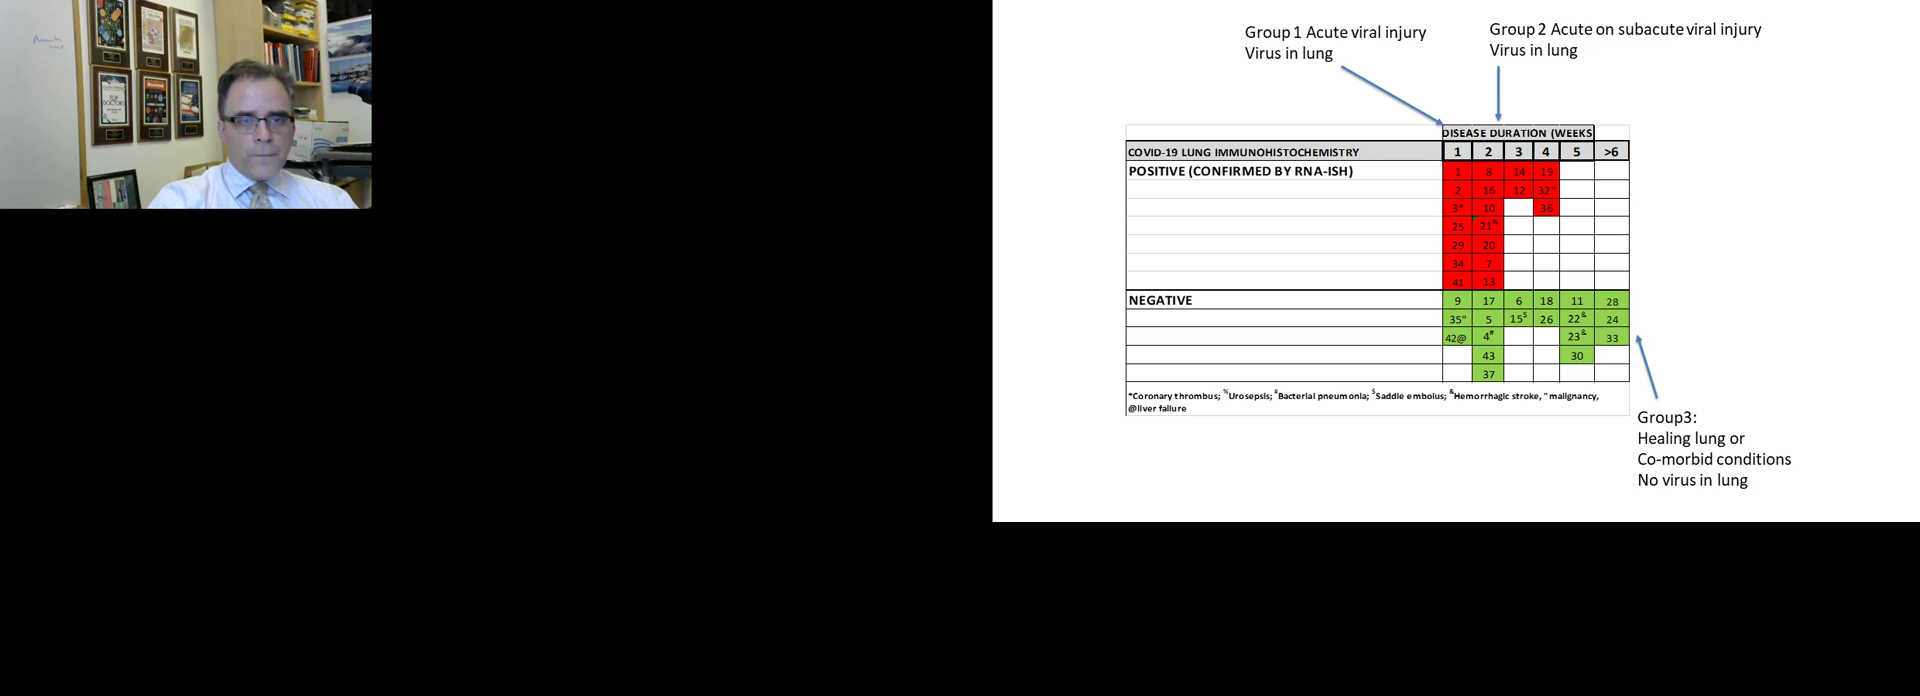 TOP
DOCTORS
Group 1 Acute viral injury
Virus in lung
Group 2 Acute on subacute viral injury
Virus in lung
DISEASE DURATION (WEEKS
COVID-19 LUNG IMMUNOHISTOCHEMISTRY 1 2 3 4 5 >6
POSITIVE (CONFIRMED BY RNA-ISH) 1 8 14 19
2 16 12 32"
3* 10 36
25 21%
29 20
34 7
41 13
NEGATIVE 9 17 6 18 11 28
35" 5 15$ 26 22& 24
42@ 4# 23& 33
43 30
37
*Coronary thrombus; %Urosepsis; #Bacterial pneumonia; $Saddle embolus; &Hemorrhagic stroke, "malignancy,
@liver failure
Group3:
Healing lung or
Co-morbid conditions
No virus in lung